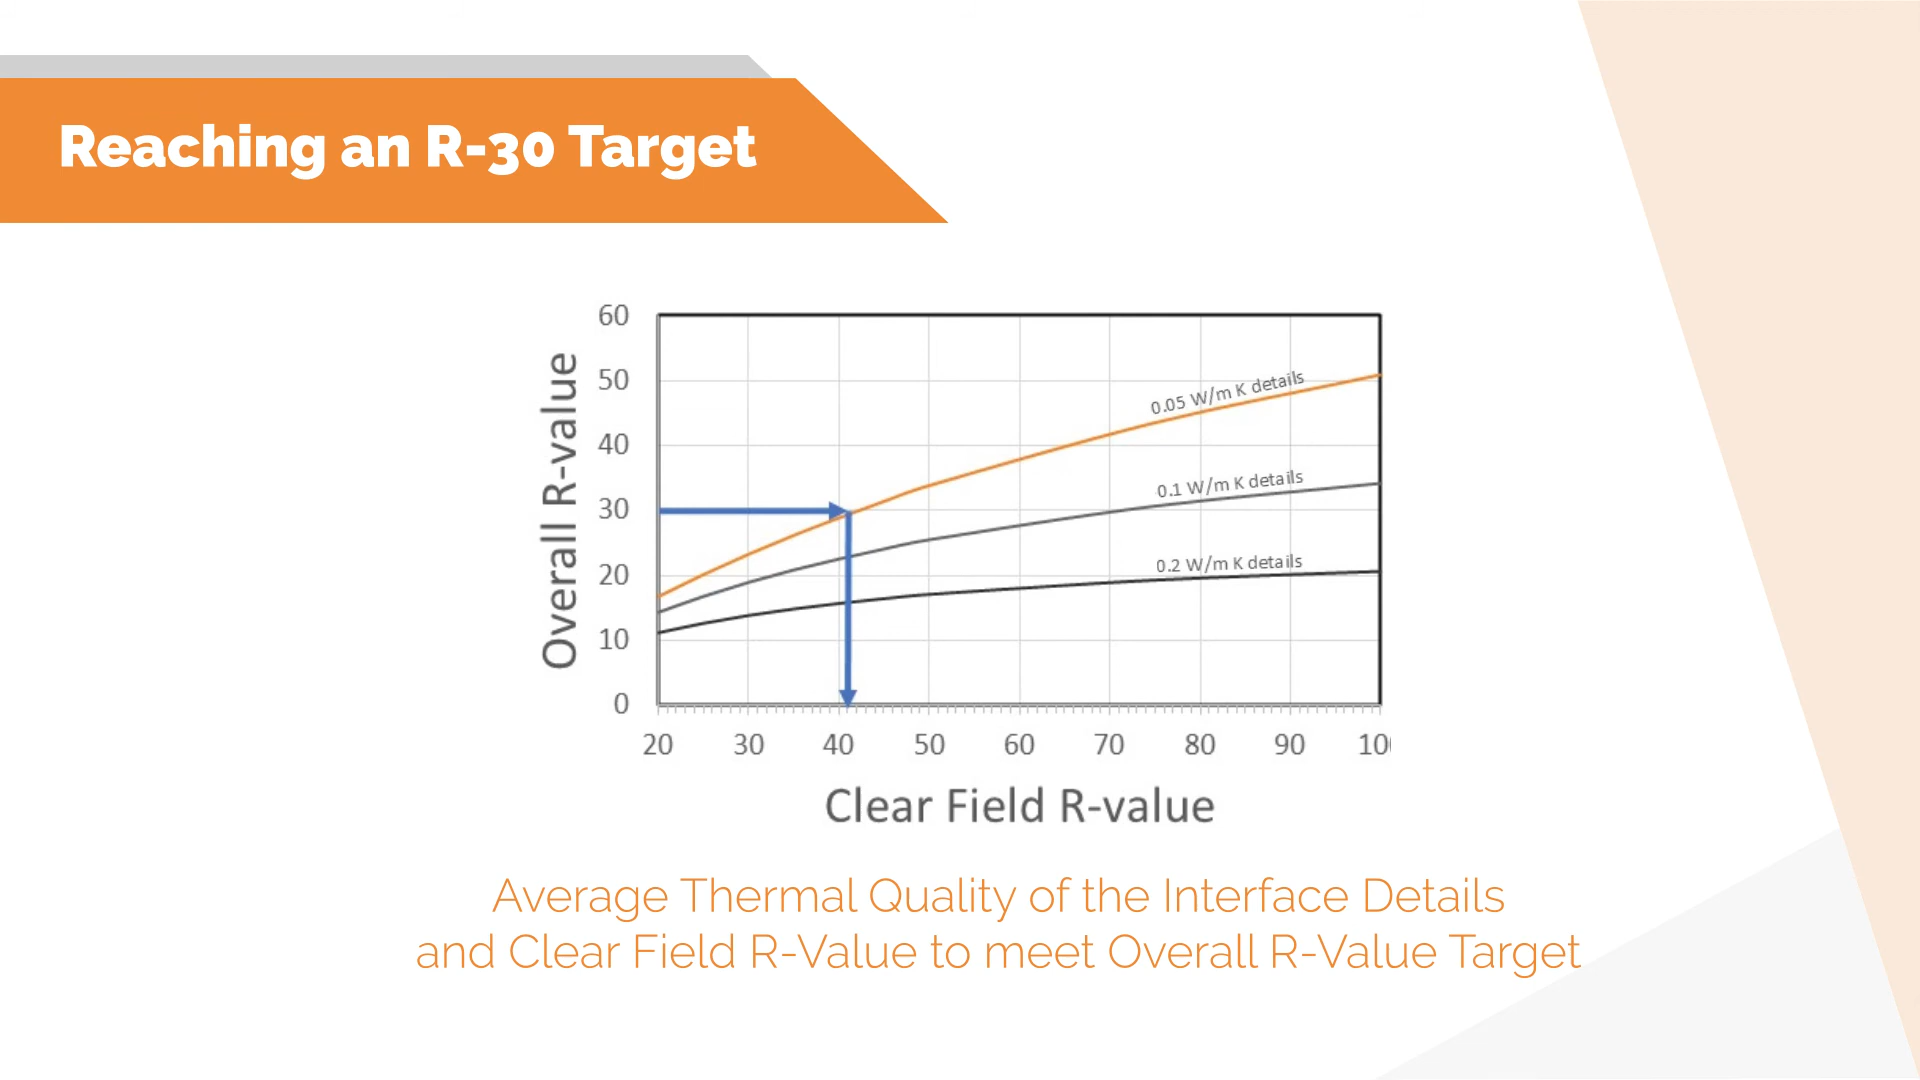 Reaching an R-30 Target
60
50
40
30
20
10
0
Overall R-value
0.05 W/m K details
0.1 W/m K details
0.2 W/m K details
20 30 40 50 60 70 80 90 10
Clear Field R-value
Average Thermal Quality of the Interface Details
and Clear Field R-Value to meet Overall R-Value Target